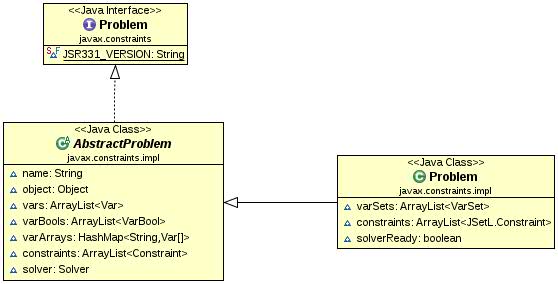 <<Java Interface>>
I Problem
javax.constraints
S F JSR331_VERSION: String
<<Java Class>>
C A AbstractProblem
javax.constraints.impl
name: String
object: Object
vars: ArrayList<Var>
varBools: ArrayList<VarBool>
varArrays: HashMap<String,Var[]>
constraints: ArrayList<Constraint>
solver: Solver
<<Java Class>>
C Problem
javax.constraints.impl
varSets: ArrayList<VarSet>
constraints: ArrayList<JSetL.Constraint>
solverReady: boolean